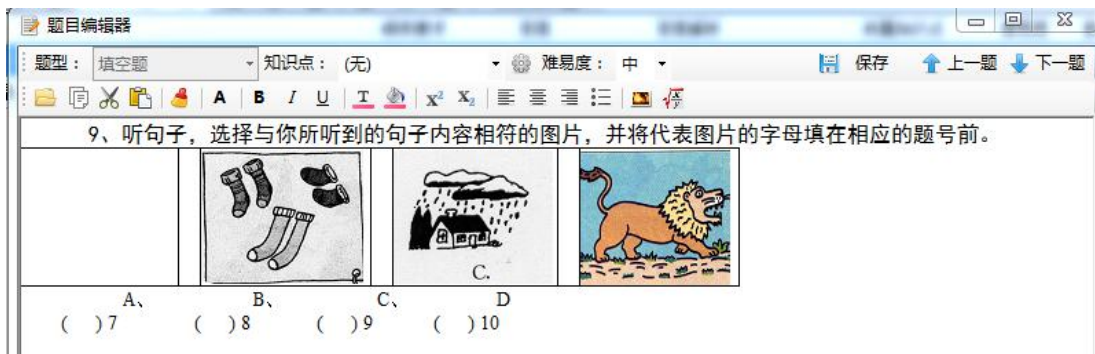 题目编辑器
题型： 填空题 知识点： (无) 难易度： 中 保存 上一题 下一题
A B I U T X² X₂
9、听句子，选择与你所听到的句子内容相符的图片，并将代表图片的字母填在相应的题号前。
C.
A、 B、 C、 D
( )7 ( )8 ( )9 ( )10